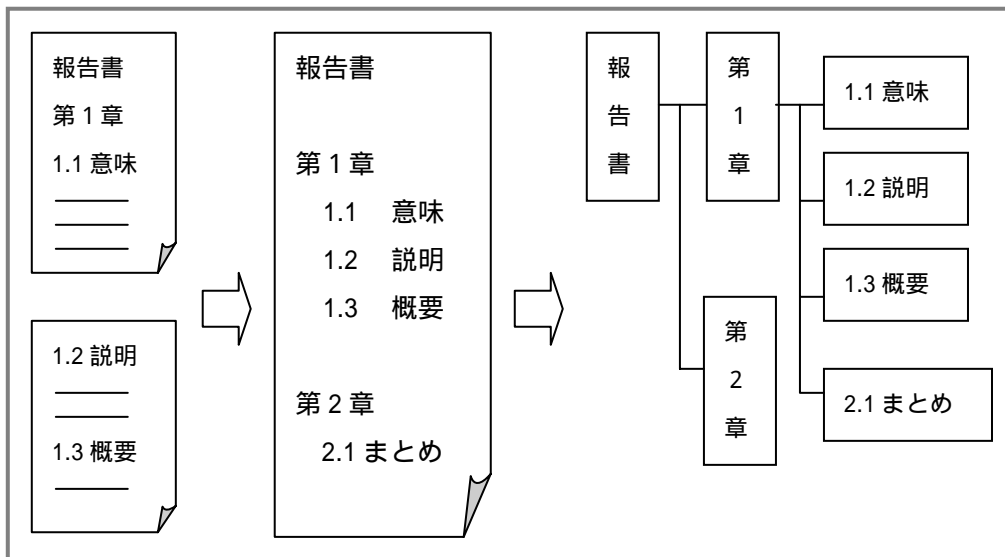 報告書
第1章
1.1 意味
1.2 説明
1.3 概要
報告書
第1章
1.1 意味
1.2 説明
1.3 概要
第2章
2.1 まとめ
報告書
第1章
1.1 意味
1.2 説明
1.3 概要
第2章
2.1 まとめ